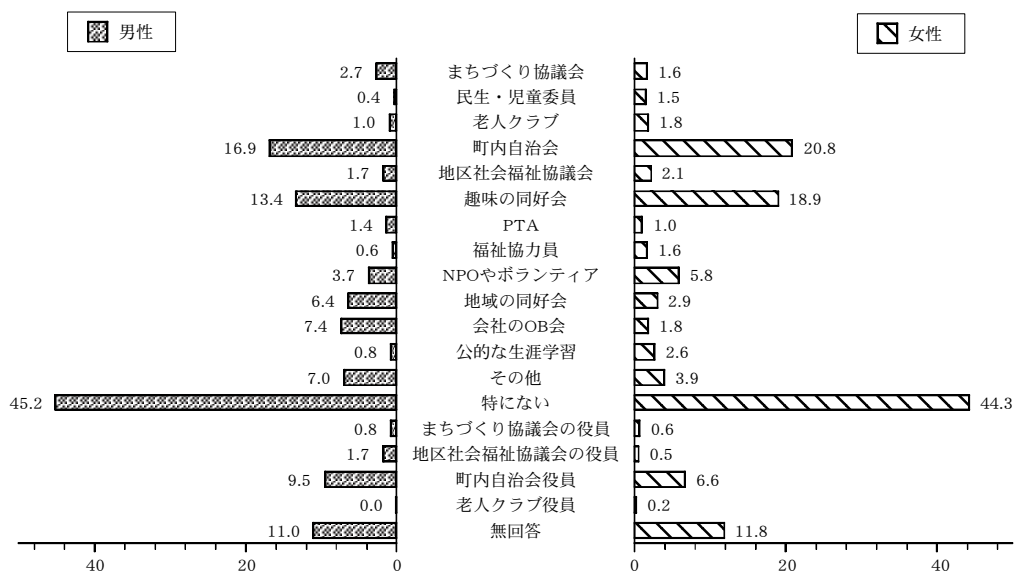 男性
女性
2.7 まちづくり協議会 1.6
0.4 民生・児童委員 1.5
1.0 老人クラブ 1.8
16.9 町内自治会 20.8
1.7 地区社会福祉協議会 2.1
13.4 趣味の同好会 18.9
1.4 PTA 1.0
0.6 福祉協力員 1.6
3.7 NPOやボランティア 5.8
6.4 地域の同好会 2.9
7.4 会社のOB会 1.8
0.8 公的な生涯学習 2.6
7.0 その他 3.9
45.2 特にない 44.3
0.8 まちづくり協議会の役員 0.6
1.7 地区社会福祉協議会の役員 0.5
9.5 町内自治会役員 6.6
0.0 老人クラブ役員 0.2
11.0 無回答 11.8
40 20 0 0 20 40